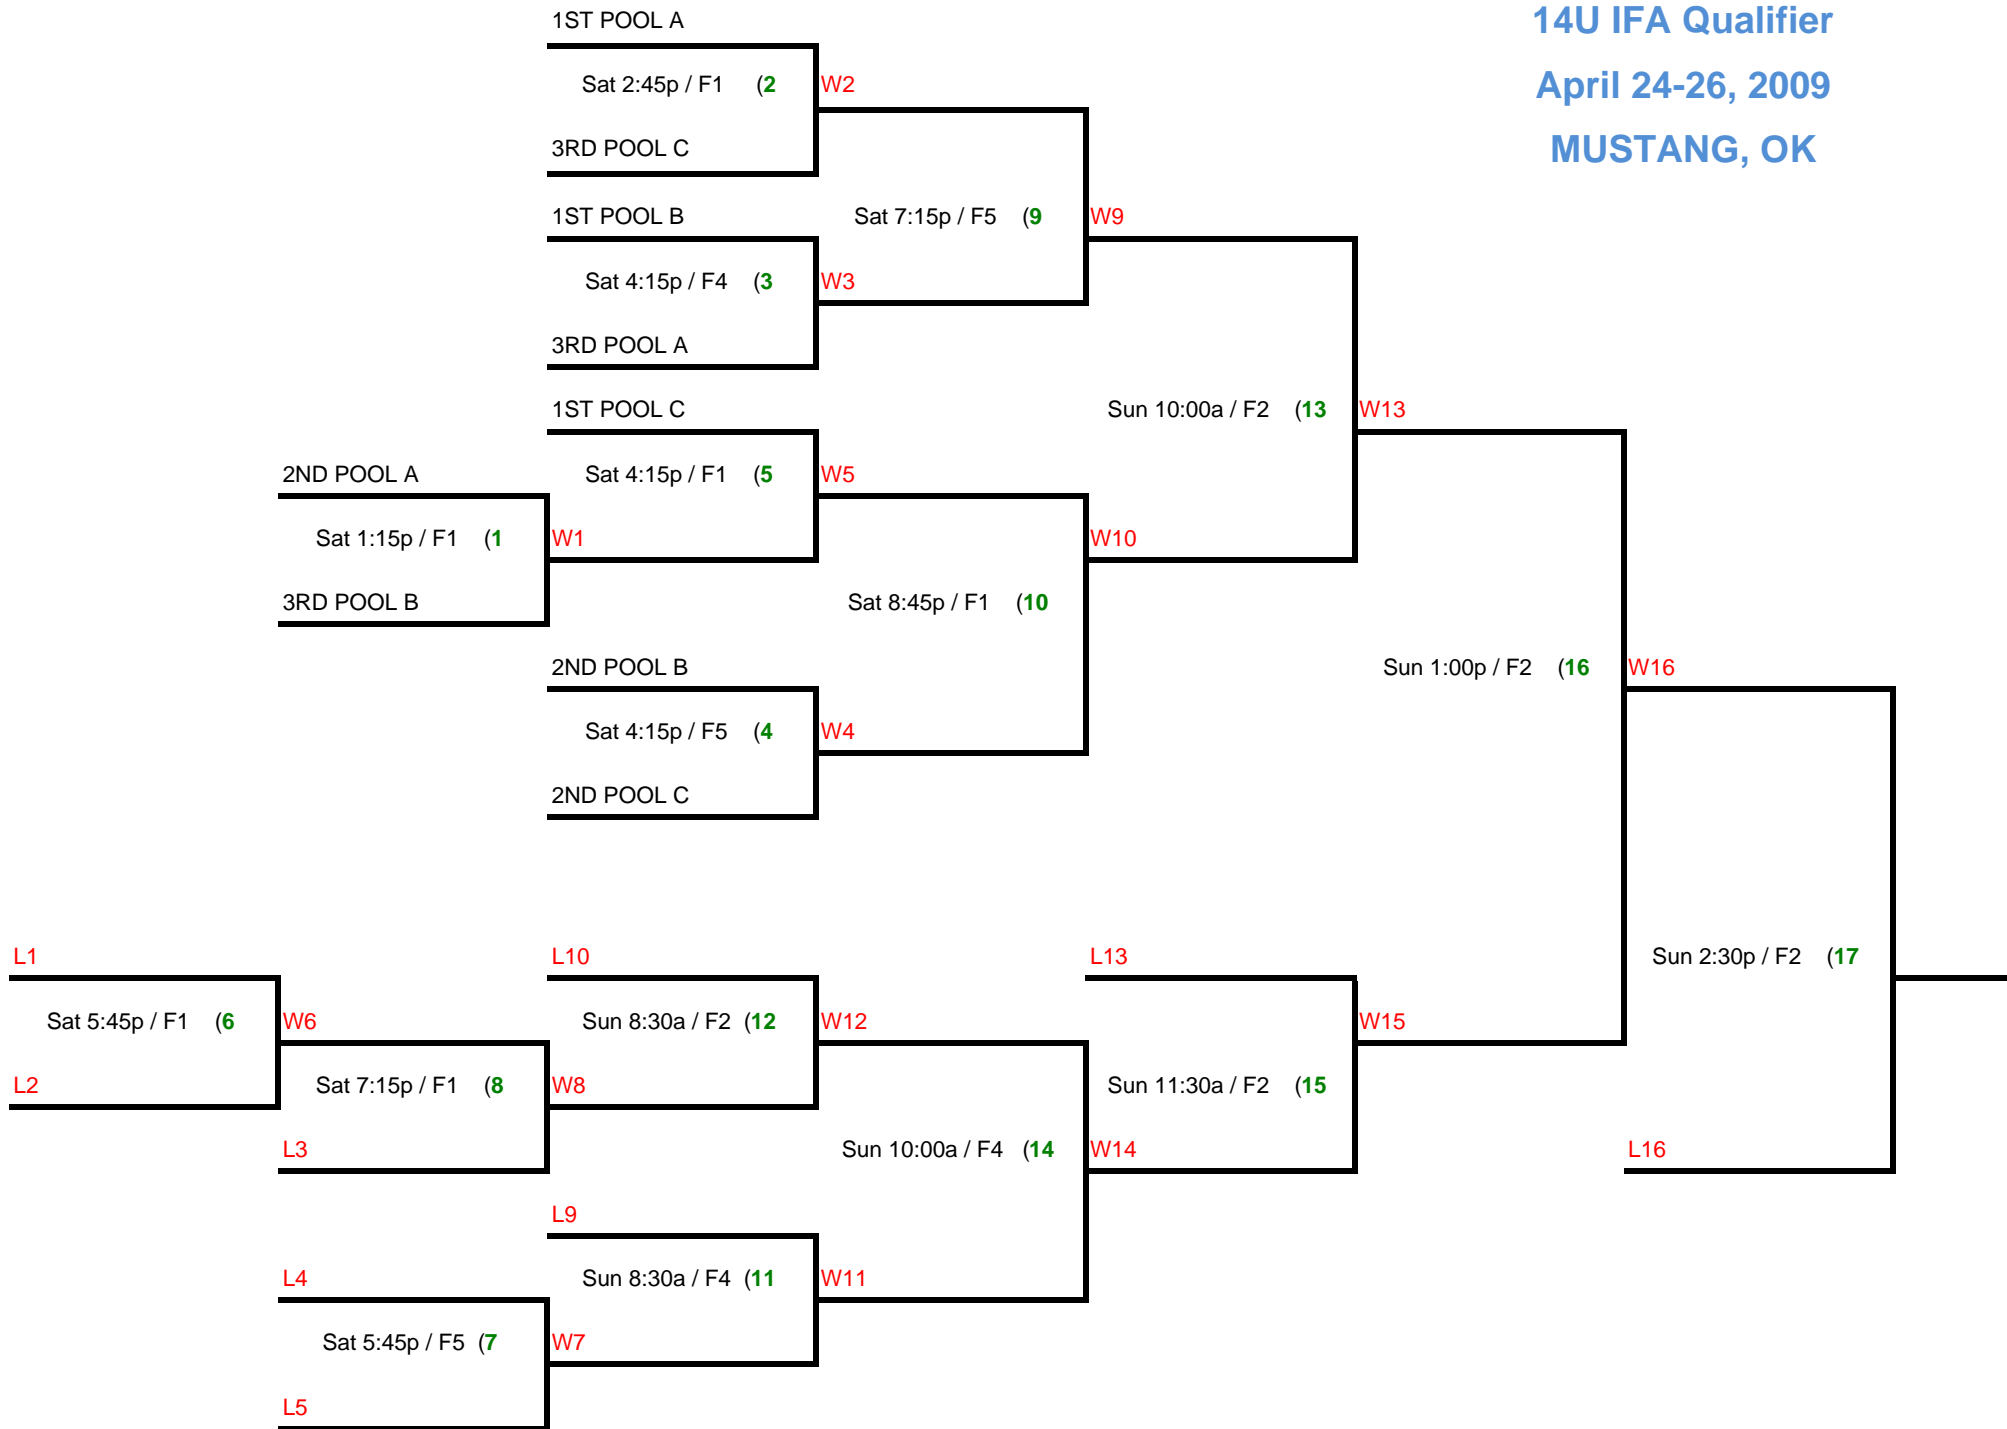 1ST POOL A
14U IFA Qualifier
Sat 2:45p / F1 (2 W2
April 24-26, 2009
3RD POOL C
MUSTANG, OK
1ST POOL B
Sat 7:15p / F5 (9 W9
Sat 4:15p / F4 (3 W3
3RD POOL A
1ST POOL C
Sun 10:00a / F2 (13 W13
2ND POOL A
Sat 4:15p / F1 (5 W5
Sat 1:15p / F1 (1 W1
W10
3RD POOL B
Sat 8:45p / F1 (10
2ND POOL B
Sun 1:00p / F2 (16 W16
Sat 4:15p / F5 (4 W4
2ND POOL C
L1
L10
L13
Sun 2:30p / F2 (17
Sat 5:45p / F1 (6 W6
Sun 8:30a / F2 (12 W12
W15
L2
Sat 7:15p / F1 (8 W8
Sun 11:30a / F2 (15
L3
Sun 10:00a / F4 (14 W14
L16
L9
L4
Sun 8:30a / F4 (11 W11
Sat 5:45p / F5 (7 W7
L5